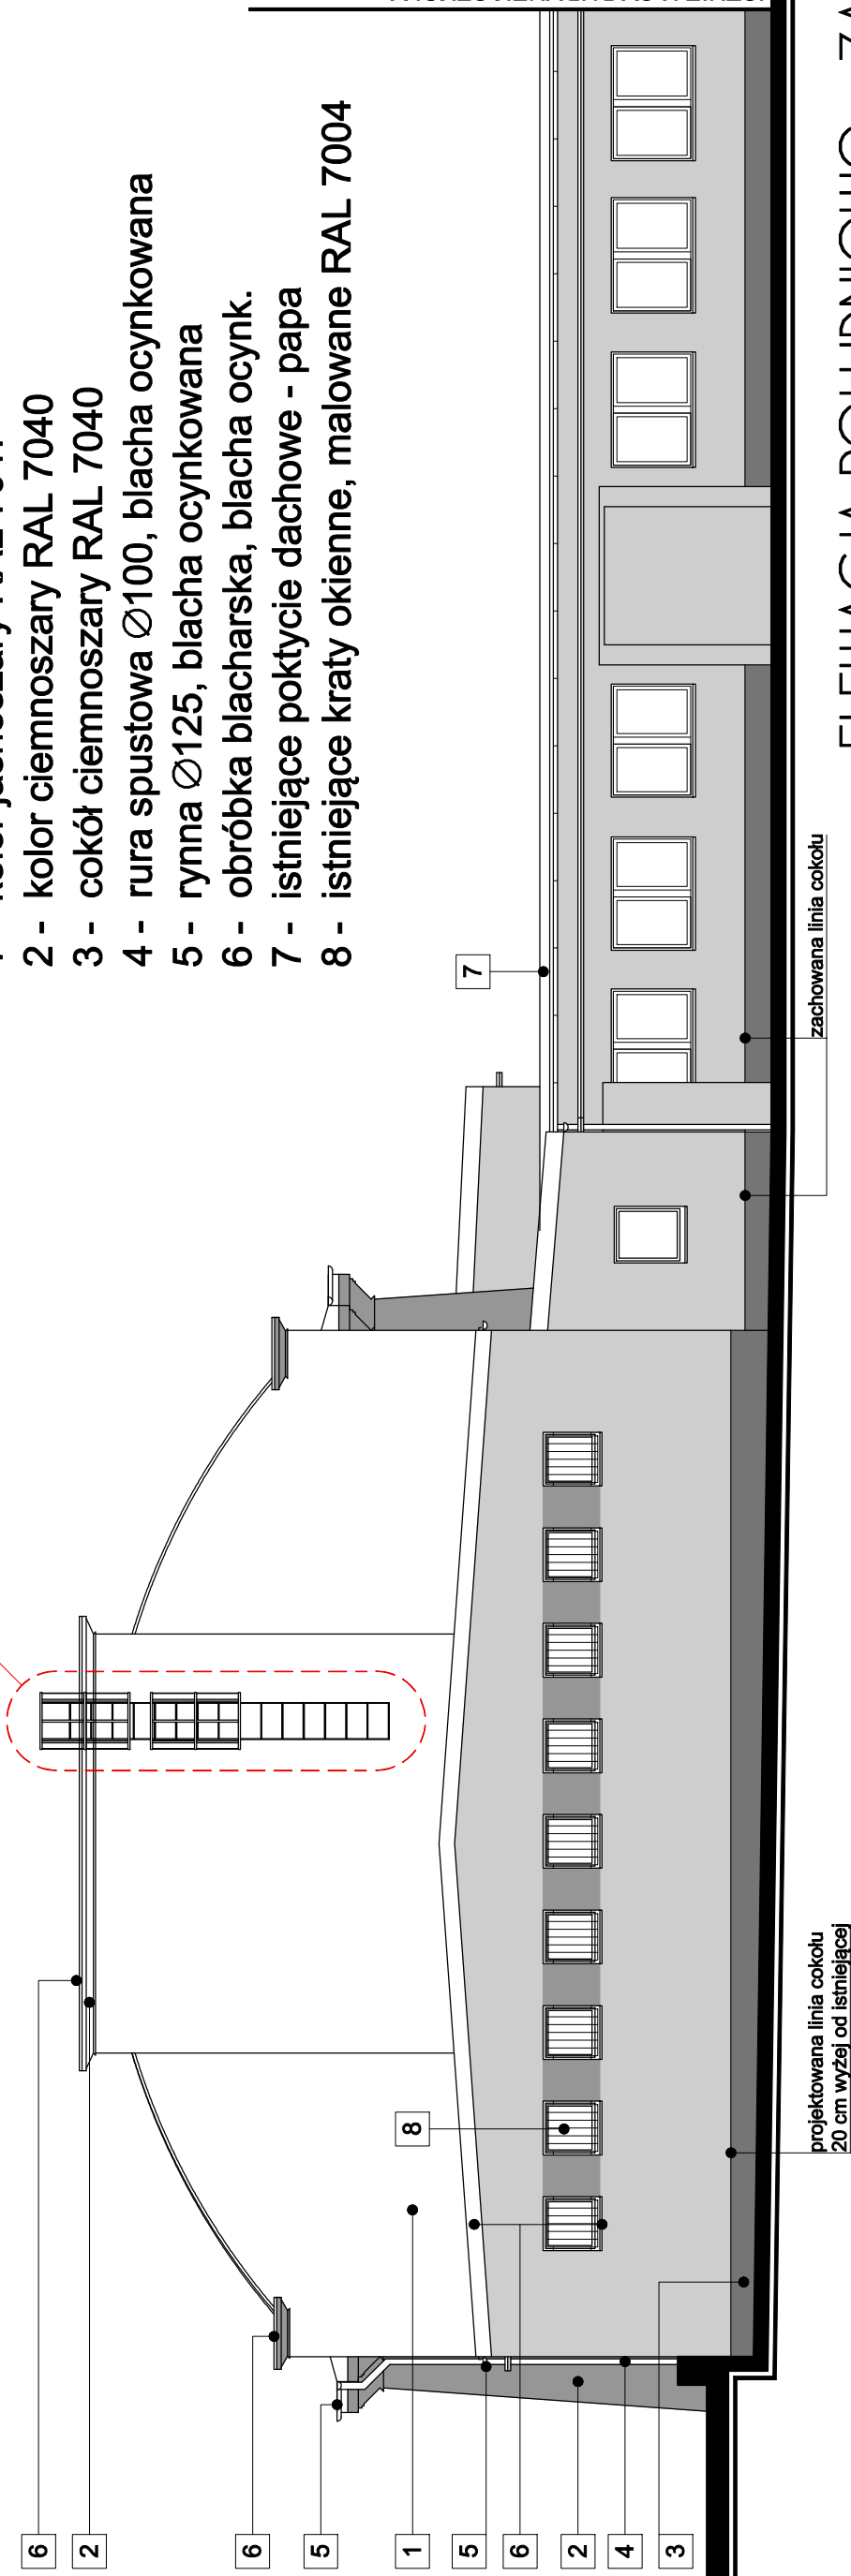 2 - kolor ciemnoszary RAL 7040
3 - cokół ciemnoszary RAL 7040
4 - rura spustowa Ø100, blacha ocynkowana
5 - rynna Ø125, blacha ocynkowana
6 - obróbka blacharska, blacha ocynk.
7 - istniejące poktycie dachowe - papa
8 - istniejące kraty okienne, malowane RAL 7004
6
2
6
5
1
5
6
2
4
3
8
7
projektowana linia cokołu
20 cm wyżej od istniejącej
zachowana linia cokołu